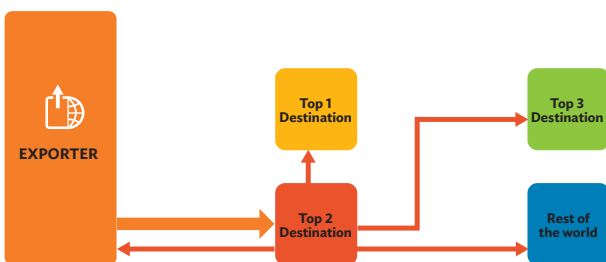 EXPORTER
Top 1
Destination
Top 3
Destination
Top 2
Destination
Rest of
the world